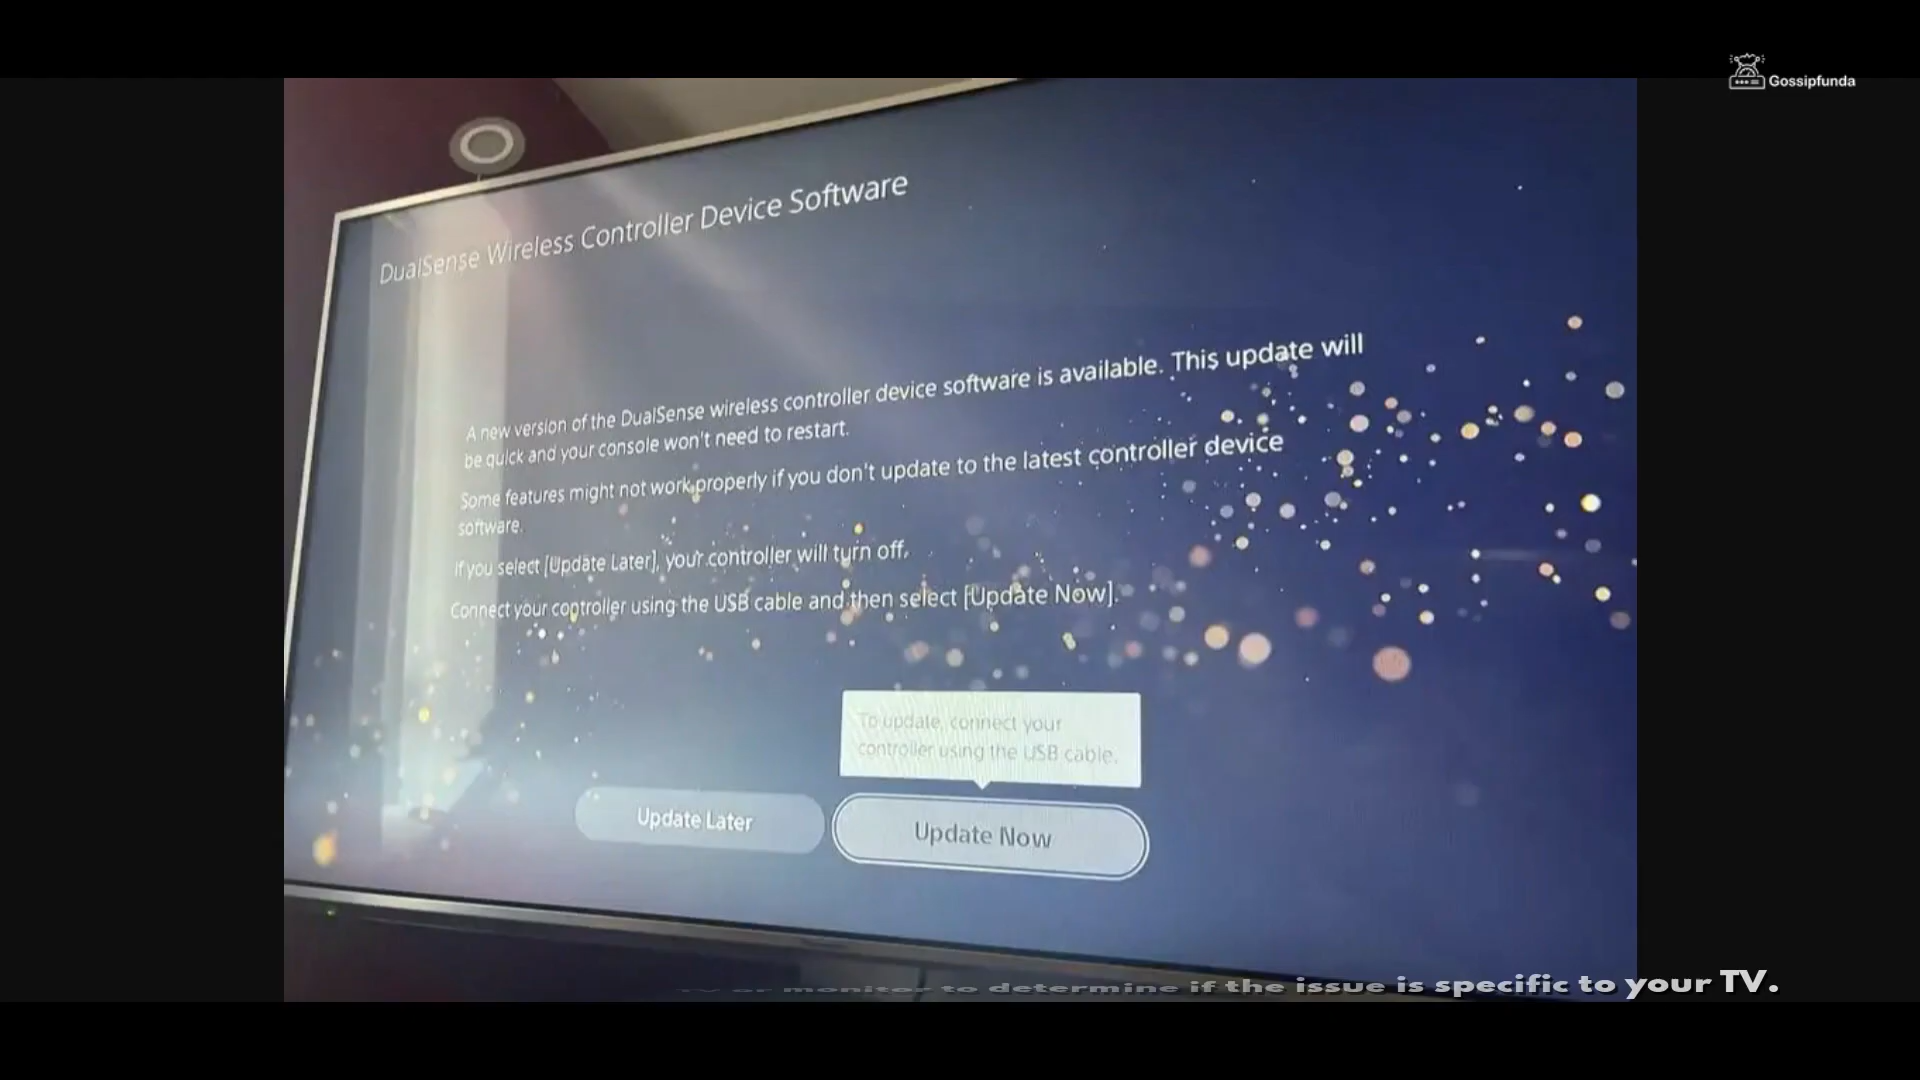 Gossipfunda
DualSense Wireless Controller Device Software
A new version of the DualSense wireless controller device software is available. This update will
be quick and your console won't need to restart.
Some features might not work properly if you don't update to the latest controller device
software.
If you select [Update Later], your controller will turn off.
Connect your controller using the USB cable and then select [Update Now].
To update, connect your
controller using the USB cable.
Update Later
Update Now
TV or monitor to determine if the issue is specific to your TV.